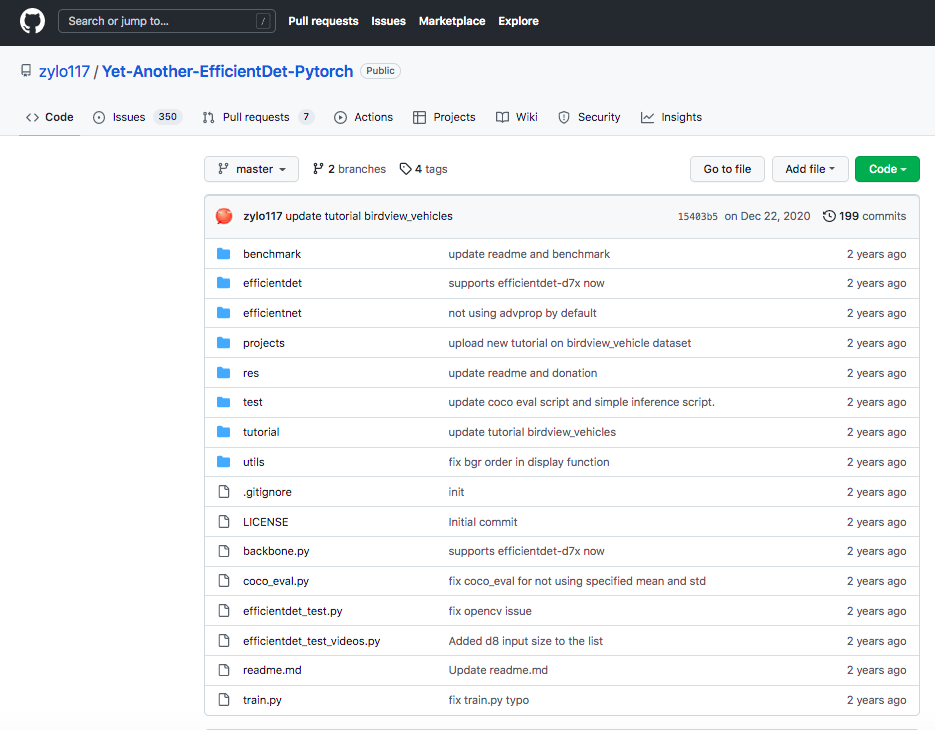 Search or jump to... / Pull requests Issues Marketplace Explore
zylo117 / Yet-Another-EfficientDet-Pytorch Public
Code Issues 350 Pull requests 7 Actions Projects Wiki Security Insights
master 2 branches 4 tags Go to file Add file Code
zylo117 update tutorial birdview_vehicles 15403b5 on Dec 22, 2020 199 commits
benchmark update readme and benchmark 2 years ago
efficientdet supports efficientdet-d7x now 2 years ago
efficientnet not using advprop by default 2 years ago
projects upload new tutorial on birdview_vehicle dataset 2 years ago
res update readme and donation 2 years ago
test update coco eval script and simple inference script. 2 years ago
tutorial update tutorial birdview_vehicles 2 years ago
utils fix bgr order in display function 2 years ago
.gitignore init 2 years ago
LICENSE Initial commit 2 years ago
backbone.py supports efficientdet-d7x now 2 years ago
coco_eval.py fix coco_eval for not using specified mean and std 2 years ago
efficientdet_test.py fix opencv issue 2 years ago
efficientdet_test_videos.py Added d8 input size to the list 2 years ago
readme.md Update readme.md 2 years ago
train.py fix train.py typo 2 years ago